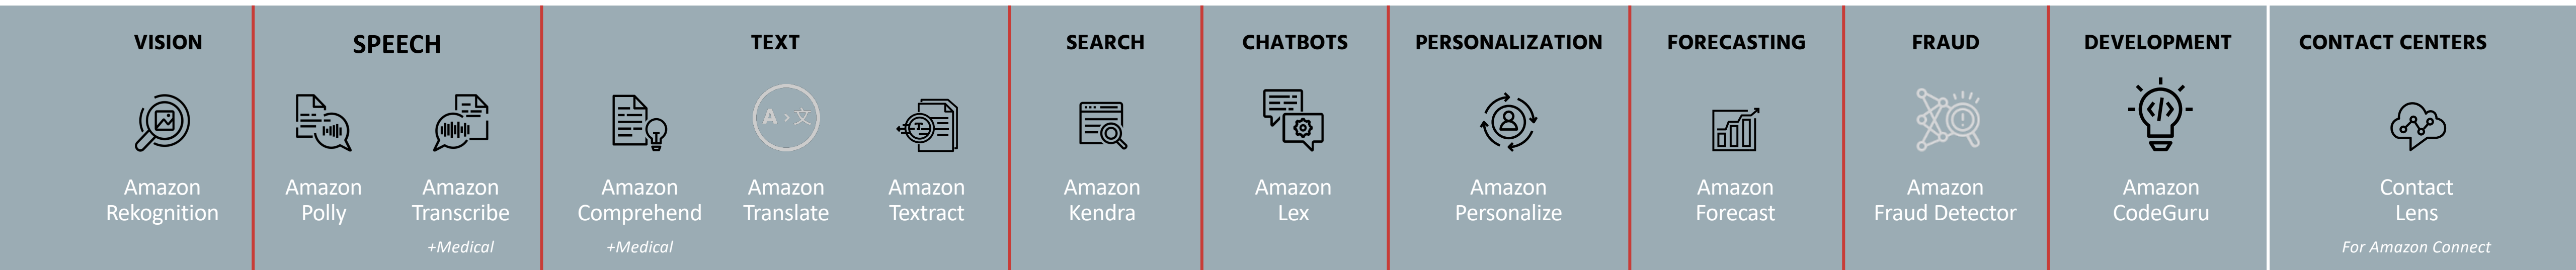 VISION
Amazon
Rekognition
SPEECH
Amazon
Polly
Amazon
Transcribe
+Medical
TEXT
Amazon
Comprehend
+Medical
A › 文
Amazon
Translate
T
Amazon
Textract
SEARCH
Amazon
Kendra
CHATBOTS
Amazon
Lex
PERSONALIZATION
Amazon
Personalize
FORECASTING
Amazon
Forecast
FRAUD
!
Amazon
Fraud Detector
DEVELOPMENT
</>
Amazon
CodeGuru
CONTACT CENTERS
Contact
Lens
For Amazon Connect